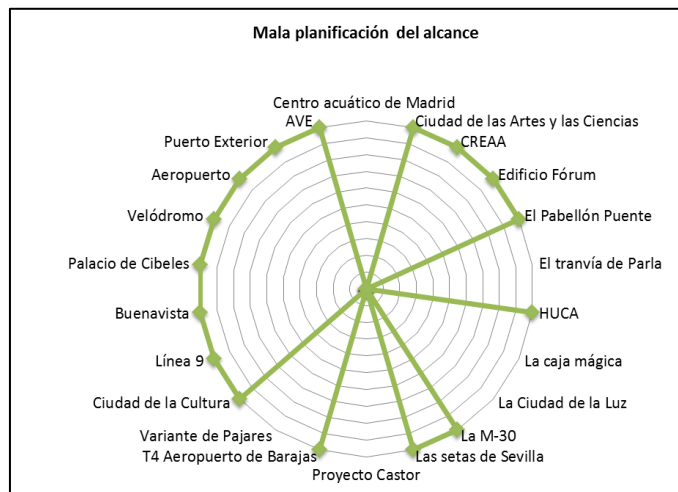 Mala planificación del alcance
Centro acuático de Madrid
AVE
Ciudad de las Artes y las Ciencias
Puerto Exterior
CREAA
Aeropuerto
Edificio Fórum
Velódromo
El Pabellón Puente
Palacio de Cibeles
El tranvía de Parla
Buenavista
HUCA
Línea 9
La caja mágica
Ciudad de la Cultura
La Ciudad de la Luz
Variante de Pajares
La M-30
T4 Aeropuerto de Barajas
Las setas de Sevilla
Proyecto Castor